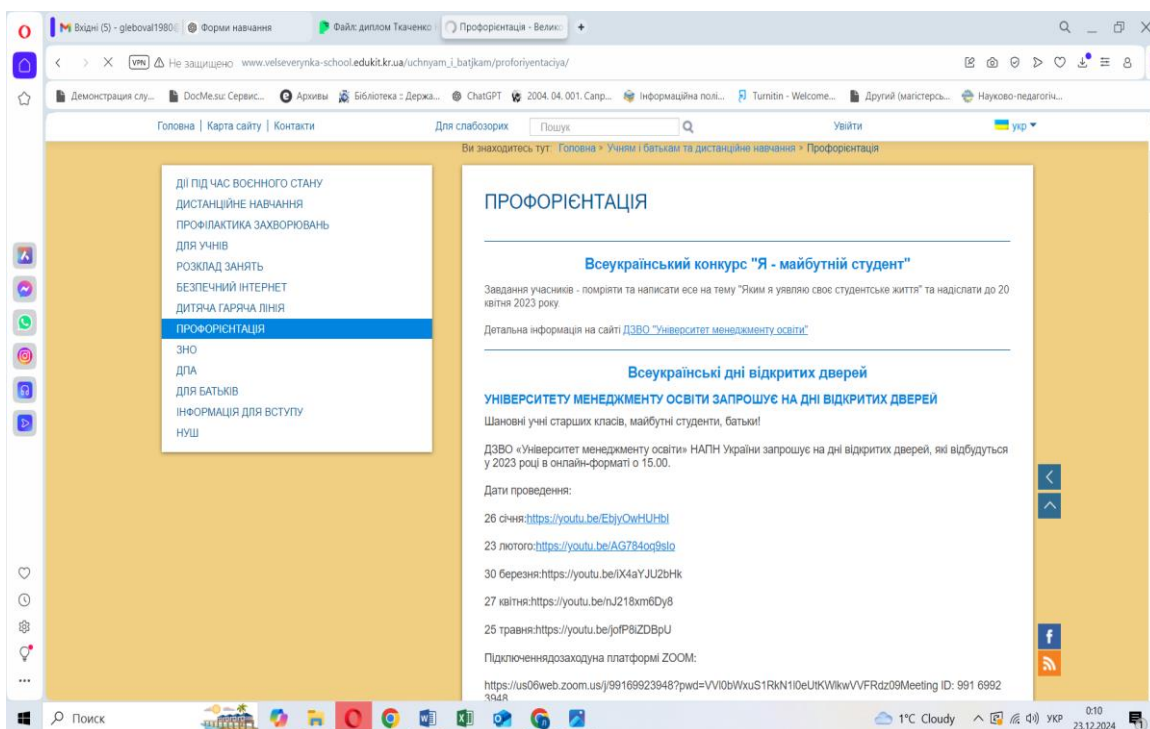 Вхідні (5) - gleboval1980@
Форми навчання
Файл: диплом Ткаченко
Профорієнтація - Велик
VPN
Не защищено www.velseverynka-school.edukit.kr.ua/uchnyam_i_batjkam/proforiyentaciya/
Демонстрация слу...
DocMe.su: Сервис...
Архивы
Бібліотека :: Держа...
ChatGPT
2004. 04. 001. Сапр...
Інформаційна полі...
Turnitin - Welcome...
Другий (магістерсь...
Науково-педагогіч...
Головна | Карта сайту | Контакти
Для слабозорих
Пошук
Увійти
укр
Ви знаходитесь тут: Головна » Учням і батькам та дистанційне навчання » Профорієнтація
ДІЇ ПІД ЧАС ВОЄННОГО СТАНУ
ДИСТАНЦІЙНЕ НАВЧАННЯ
ПРОФІЛАКТИКА ЗАХВОРЮВАНЬ
ДЛЯ УЧНІВ
РОЗКЛАД ЗАНЯТЬ
БЕЗПЕЧНИЙ ІНТЕРНЕТ
ДИТЯЧА ГАРЯЧА ЛІНІЯ
ПРОФОРІЄНТАЦІЯ
ЗНО
ДПА
ДЛЯ БАТЬКІВ
ІНФОРМАЦІЯ ДЛЯ ВСТУПУ
НУШ
ПРОФОРІЄНТАЦІЯ
Всеукраїнський конкурс "Я - майбутній студент"
Завдання учасників - помріяти та написати есе на тему "Яким я уявляю своє студентське життя" та надіслати до 20
квітня 2023 року
Детальна інформація на сайті ДЗВО "Університет менеджменту освіти"
Всеукраїнські дні відкритих дверей
УНІВЕРСИТЕТУ МЕНЕДЖМЕНТУ ОСВІТИ ЗАПРОШУЄ НА ДНІ ВІДКРИТИХ ДВЕРЕЙ
Шановні учні старших класів, майбутні студенти, батьки!
ДЗВО «Університет менеджменту освіти» НАПН України запрошує на дні відкритих дверей, які відбудуться
у 2023 році в онлайн-форматі о 15.00.
Дати проведення:
26 січня:https://youtu.be/EbjyOwHUHbI
23 лютого:https://youtu.be/AG784oq9sIo
30 березня:https://youtu.be/iX4aYJU2bHk
27 квітня:https://youtu.be/nJ218xm6Dy8
25 травня:https://youtu.be/jofP8iZDBpU
Підключеннядозаходуна платформі ZOOM:
https://us06web.zoom.us/j/99169923948?pwd=VVl0bWxuS1RkN1l0eUtKWlkwVVFRdz09Meeting ID: 991 6992
3948
Поиск
1°C Cloudy
УКР
0:10
23.12.2024